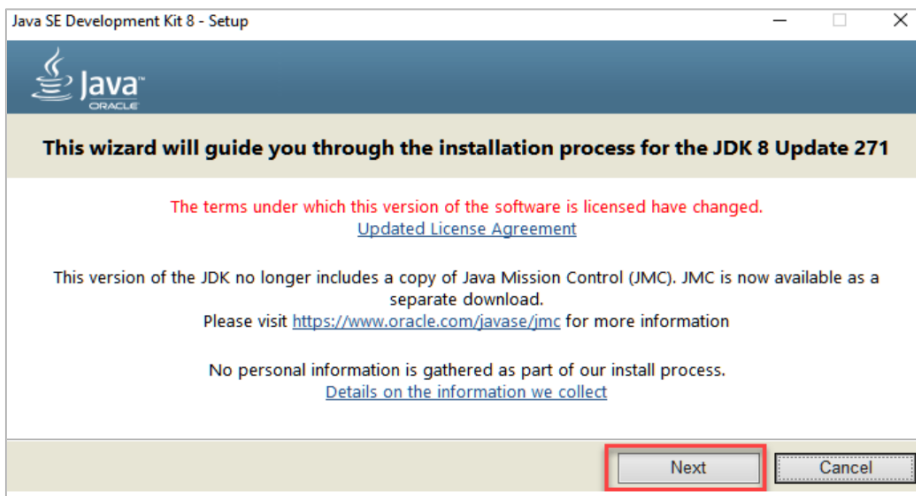 Java SE Development Kit 8 - Setup
Java™
ORACLE
This wizard will guide you through the installation process for the JDK 8 Update 271
The terms under which this version of the software is licensed have changed.
Updated License Agreement
This version of the JDK no longer includes a copy of Java Mission Control (JMC). JMC is now available as a
separate download.
Please visit https://www.oracle.com/javase/jmc for more information
No personal information is gathered as part of our install process.
Details on the information we collect
Next Cancel